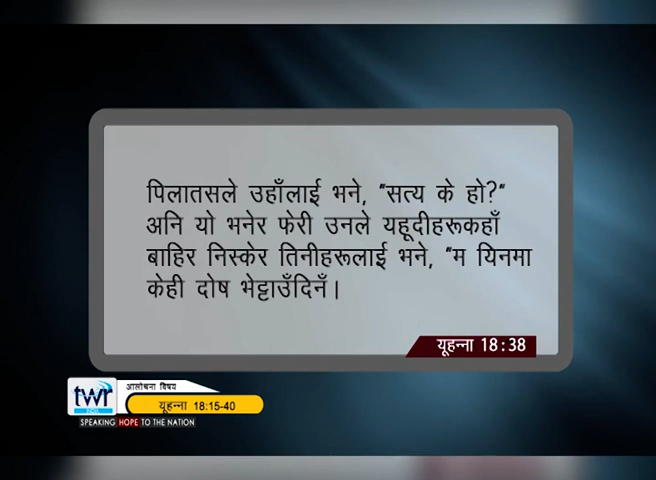 पिलातसले उहाँलाई भने, "सत्य के हो?"
अनि यो भनेर फेरी उनले यहूदीहरूकहाँ
बाहिर निस्केर तिनीहरूलाई भने, "म यिनमा
केही दोष भेट्टाउँदिनँ।
यूहन्ना 18:38
twr
INDIA
आलोचना विषय
यूहन्ना 18:15-40
SPEAKING HOPE TO THE NATION